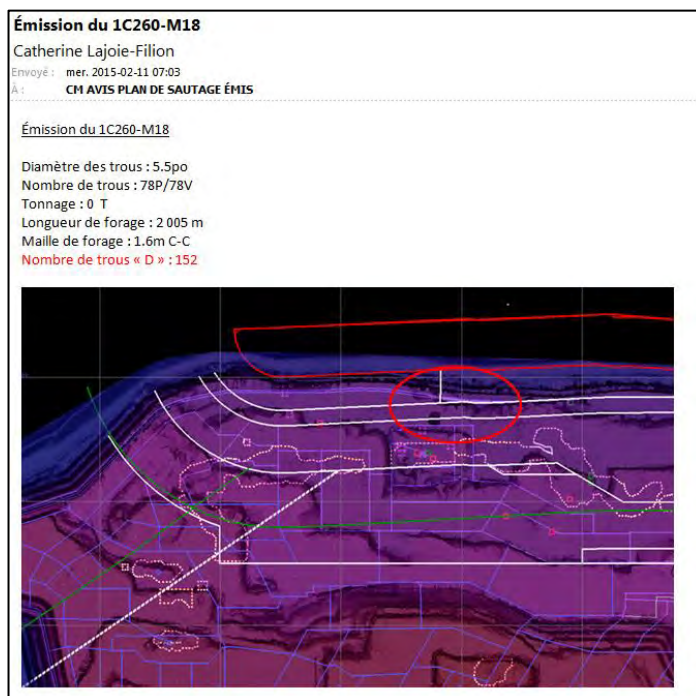 Émission du 1C260-M18
Catherine Lajoie-Filion
Envoyé : mer. 2015-02-11 07:03
À : CM AVIS PLAN DE SAUTAGE ÉMIS
Émission du 1C260-M18
Diamètre des trous : 5.5po
Nombre de trous : 78P/78V
Tonnage : 0 T
Longueur de forage : 2 005 m
Maille de forage : 1.6m C-C
Nombre de trous « D » : 152